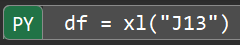 PY df = xl("J13")